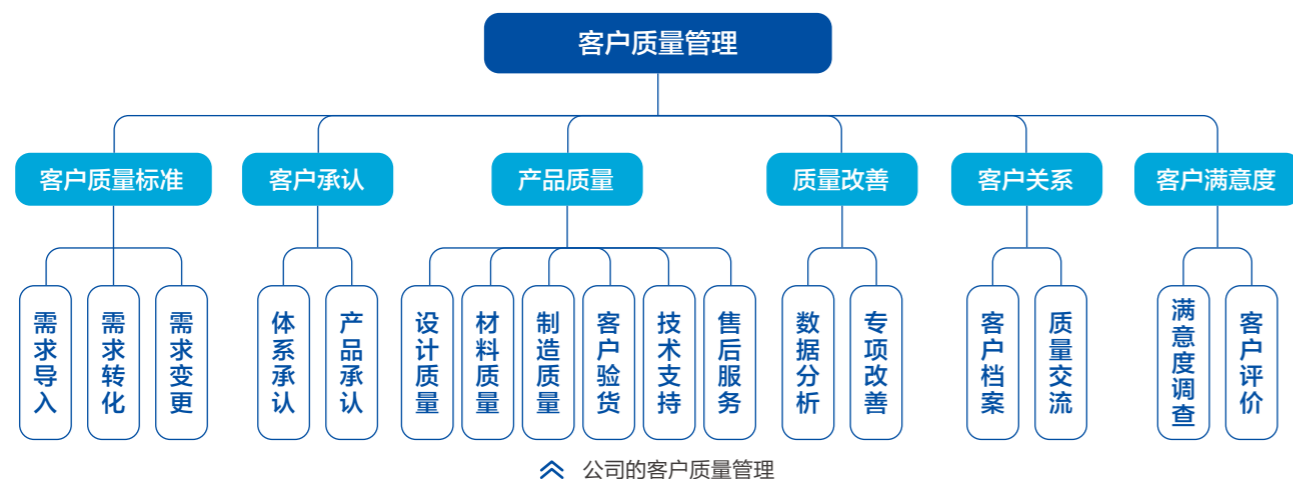 客户质量管理
客户质量标准
客户承认
产品质量
质量改善
客户关系
客户满意度
需求导入
需求转化
需求变更
体系承认
产品承认
设计质量
材料质量
制造质量
客户验货
技术支持
售后服务
数据分析
专项改善
客户档案
质量交流
满意度调查
客户评价
公司的客户质量管理